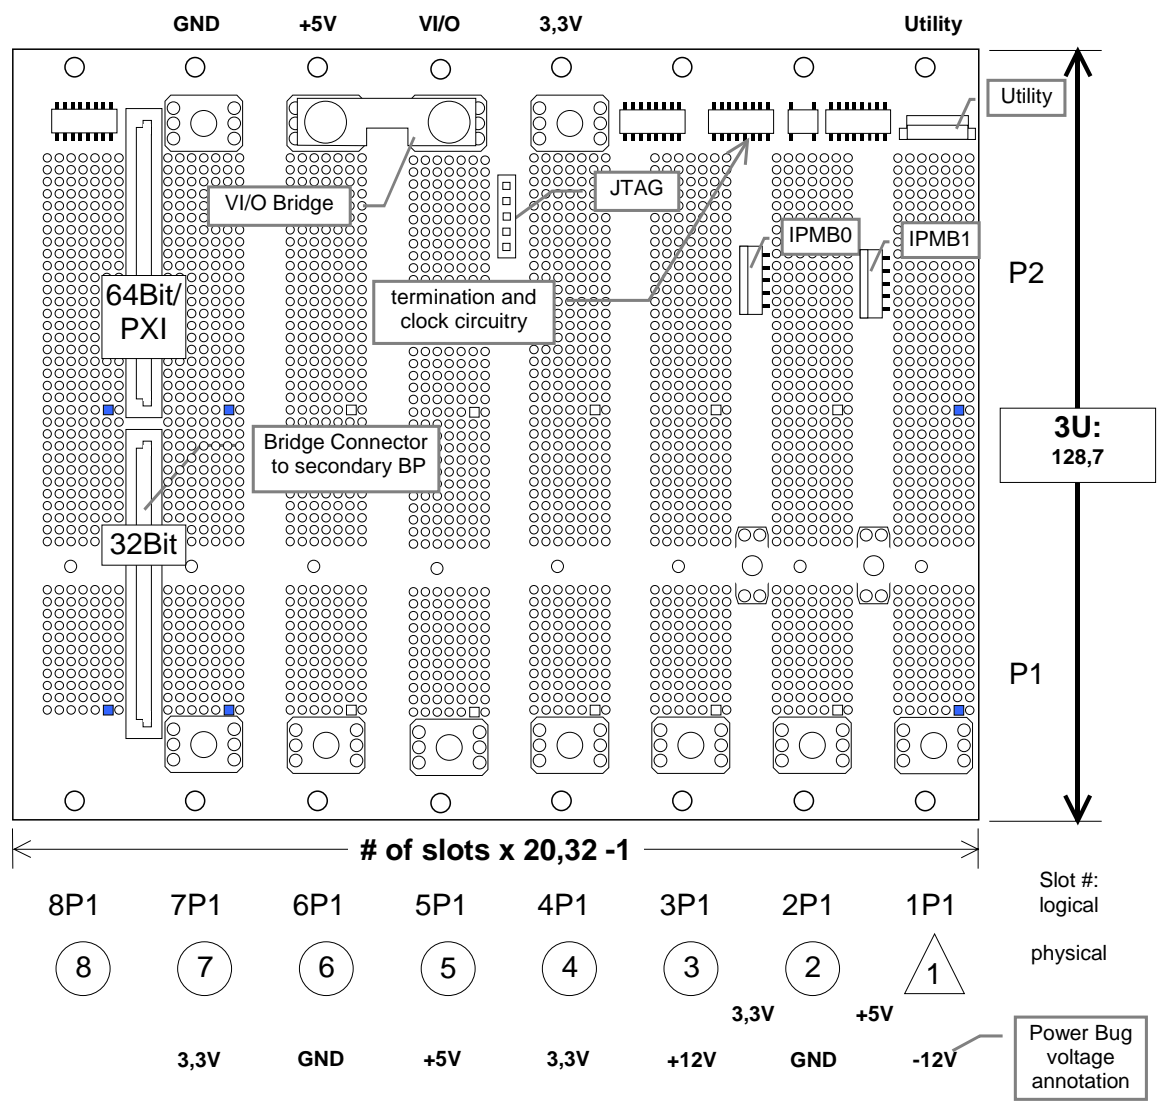 GND +5V VI/O 3,3V Utility
Utility
VI/O Bridge
JTAG
IPMB0
IPMB1
P2
64Bit/
PXI
termination and
clock circuitry
3U:
128,7
Bridge Connector
to secondary BP
32Bit
P1
# of slots x 20,32 -1
8P1 7P1 6P1 5P1 4P1 3P1 2P1 1P1
Slot #:
logical
8 7 6 5 4 3 2 1
physical
3,3V +5V
3,3V GND +5V 3,3V +12V GND -12V
Power Bug
voltage
annotation